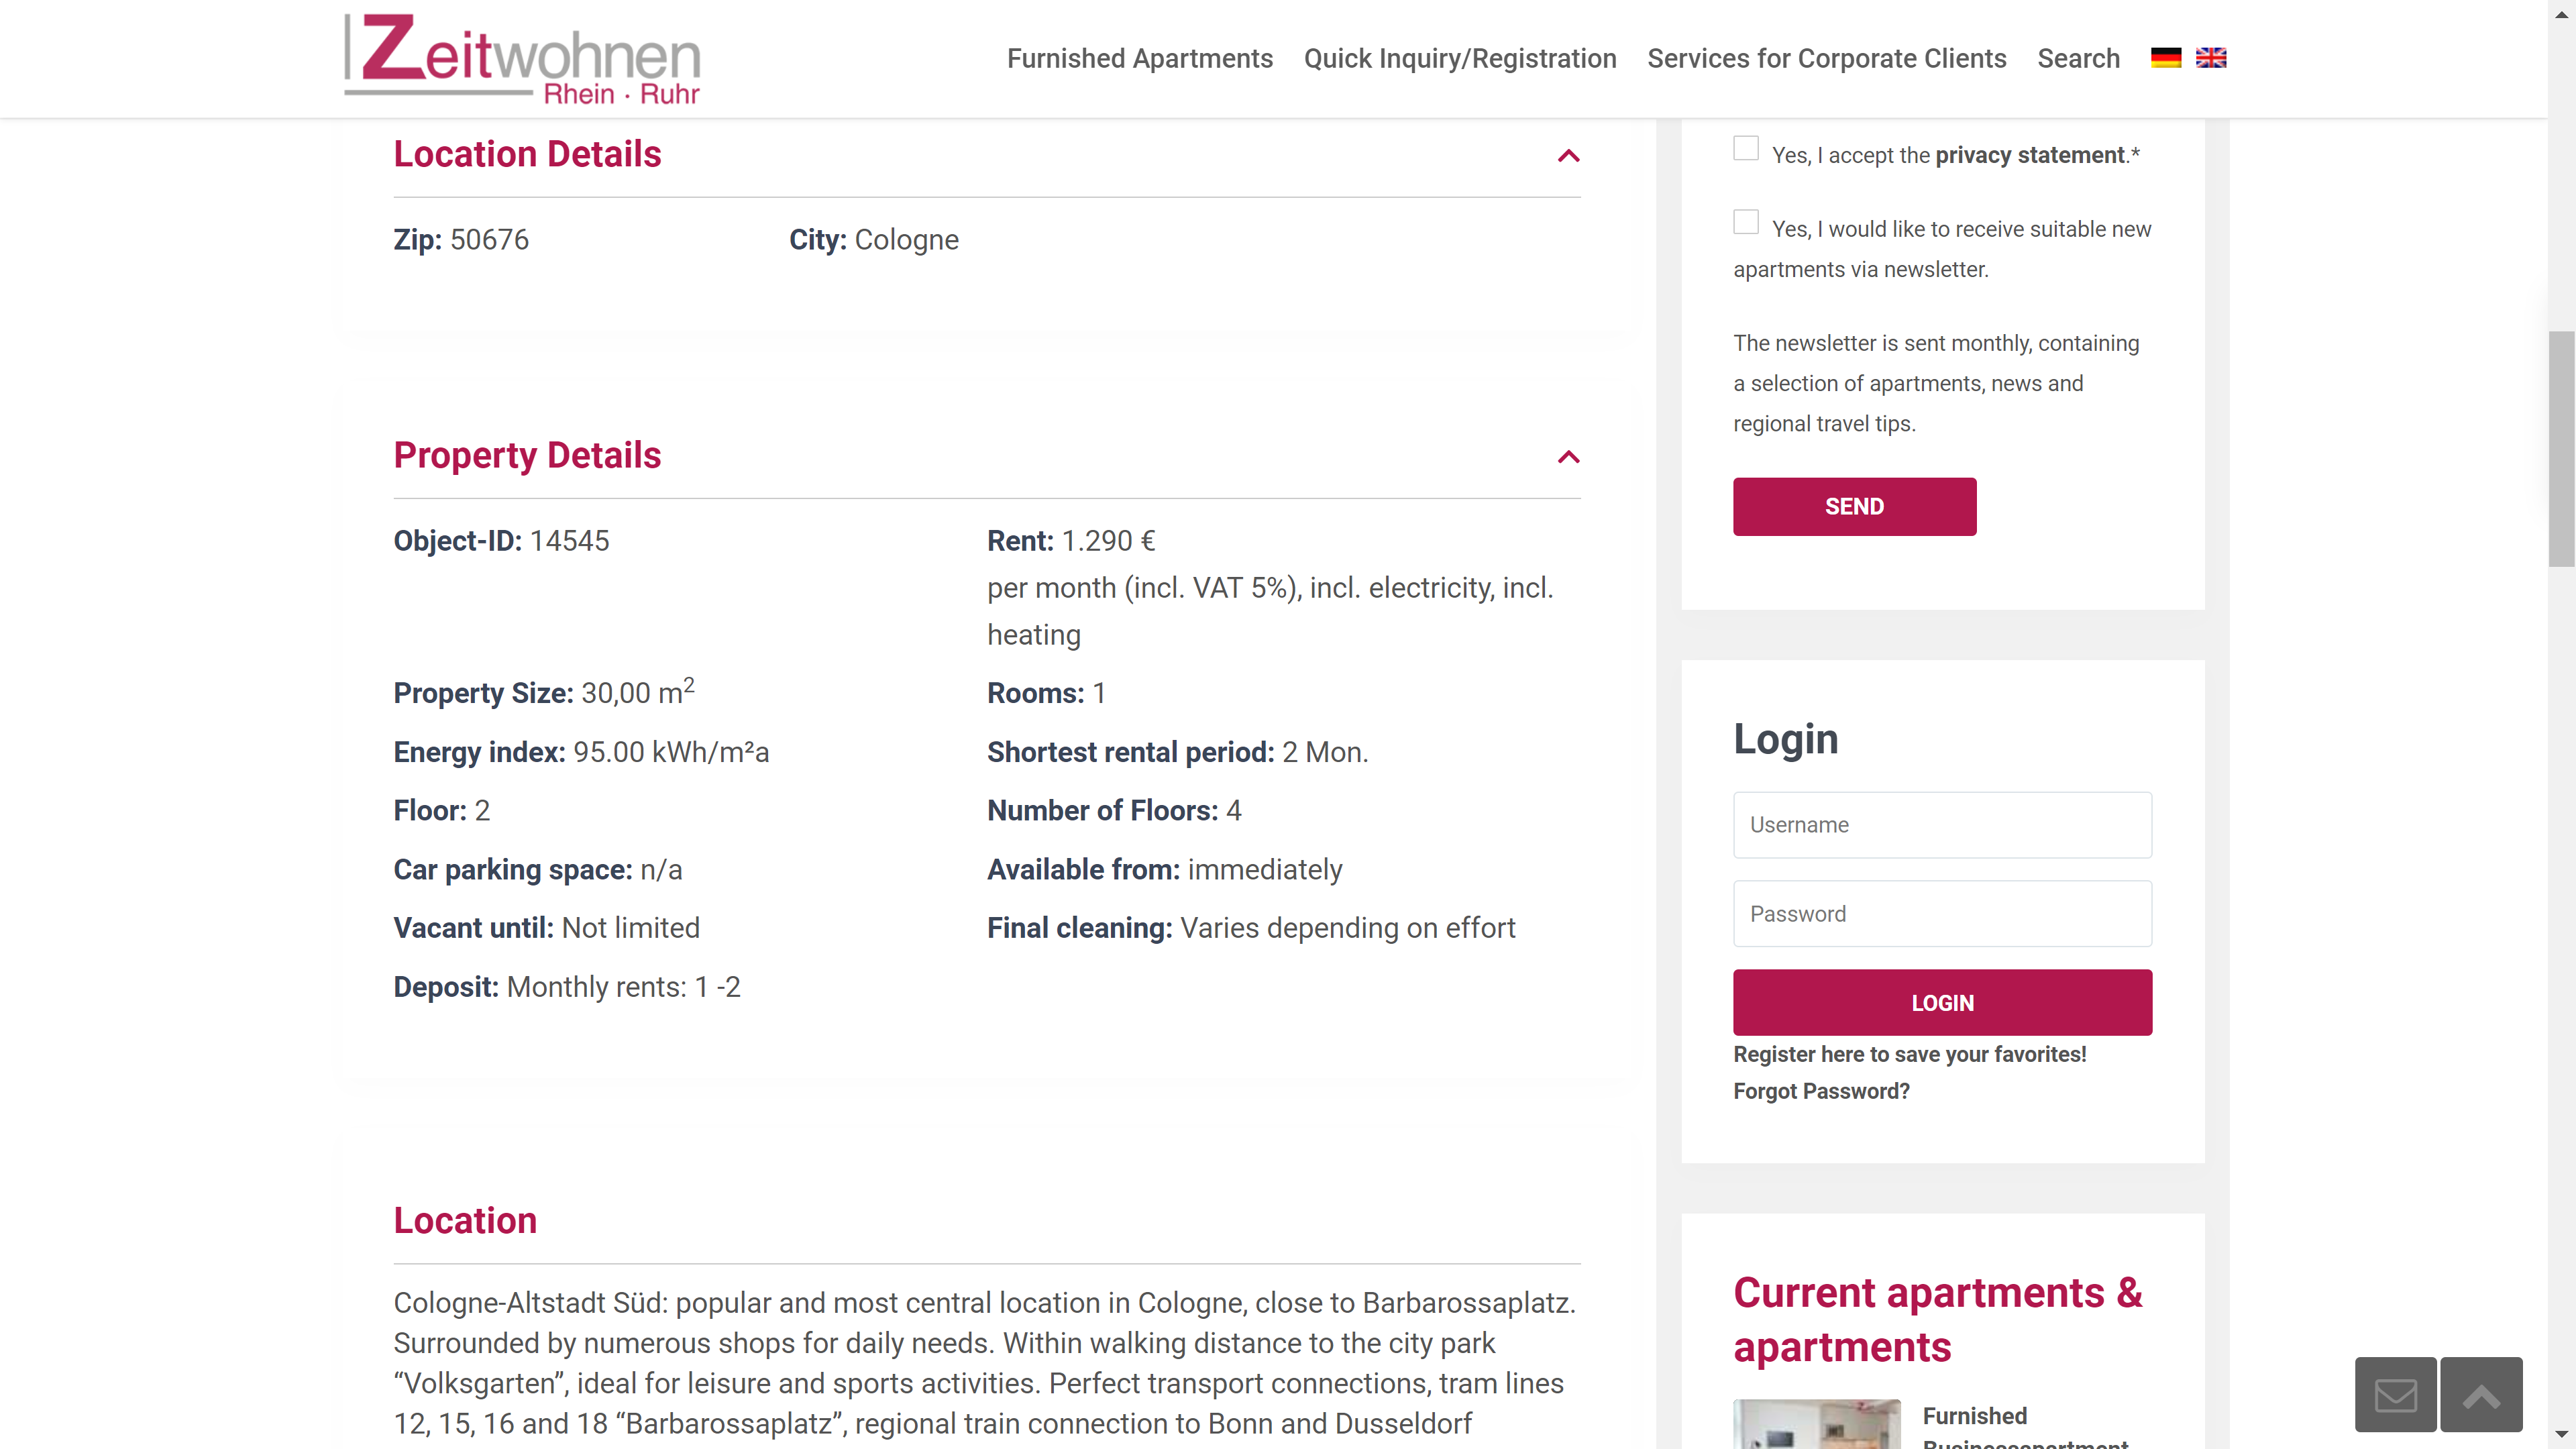 Zeitwohnen
Rhein · Ruhr
Furnished Apartments
Quick Inquiry/Registration
Services for Corporate Clients
Search
Location Details
Zip: 50676
City: Cologne
Property Details
Object-ID: 14545
Rent: 1.290 €
per month (incl. VAT 5%), incl. electricity, incl.
heating
Property Size: 30,00 m²
Rooms: 1
Energy index: 95.00 kWh/m²a
Shortest rental period: 2 Mon.
Floor: 2
Number of Floors: 4
Car parking space: n/a
Available from: immediately
Vacant until: Not limited
Final cleaning: Varies depending on effort
Deposit: Monthly rents: 1 -2
Location
Cologne-Altstadt Süd: popular and most central location in Cologne, close to Barbarossaplatz.
Surrounded by numerous shops for daily needs. Within walking distance to the city park
“Volksgarten”, ideal for leisure and sports activities. Perfect transport connections, tram lines
12, 15, 16 and 18 “Barbarossaplatz”, regional train connection to Bonn and Dusseldorf
Yes, I accept the privacy statement.*
Yes, I would like to receive suitable new
apartments via newsletter.
The newsletter is sent monthly, containing
a selection of apartments, news and
regional travel tips.
SEND
Login
Username
Password
LOGIN
Register here to save your favorites!
Forgot Password?
Current apartments &
apartments
Furnished
Businessapartment